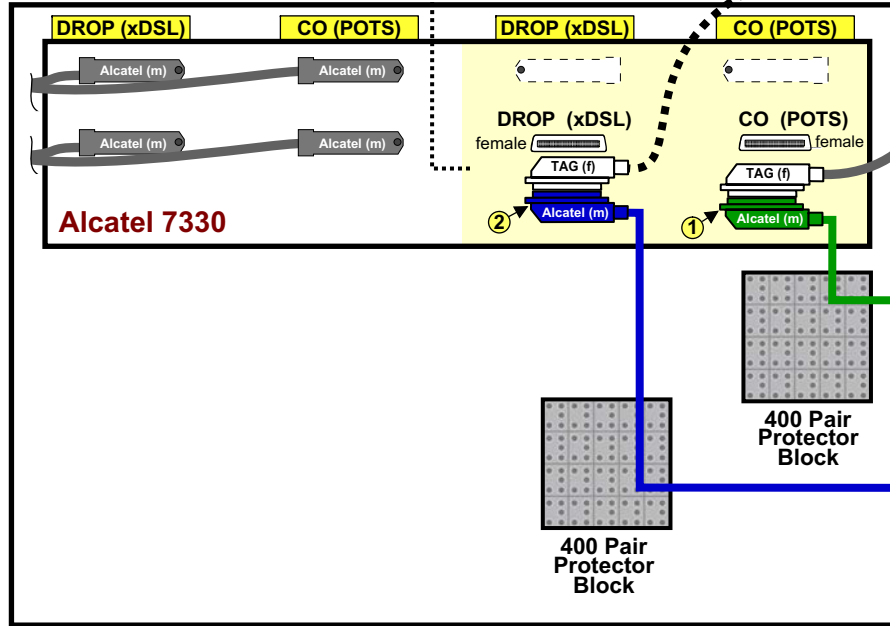 DROP (xDSL)
CO (POTS)
DROP (xDSL)
CO (POTS)
Alcatel (m)
Alcatel (m)
DROP (xDSL)
CO (POTS)
female
female
Alcatel (m)
Alcatel (m)
TAG (f)
TAG (f)
Alcatel 7330
2
Alcatel (m)
1
Alcatel (m)
400 Pair
Protector
Block
400 Pair
Protector
Block